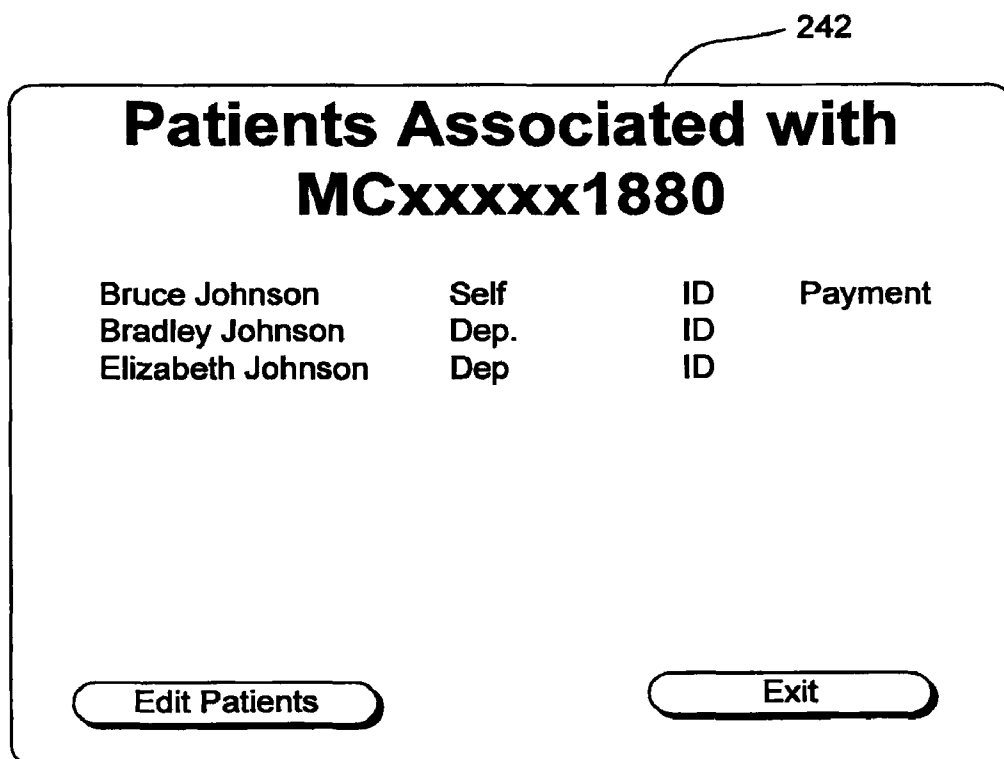 242
Patients Associated with
MCxxxxx1880
Bruce Johnson Self ID Payment
Bradley Johnson Dep. ID
Elizabeth Johnson Dep ID
Edit Patients Exit